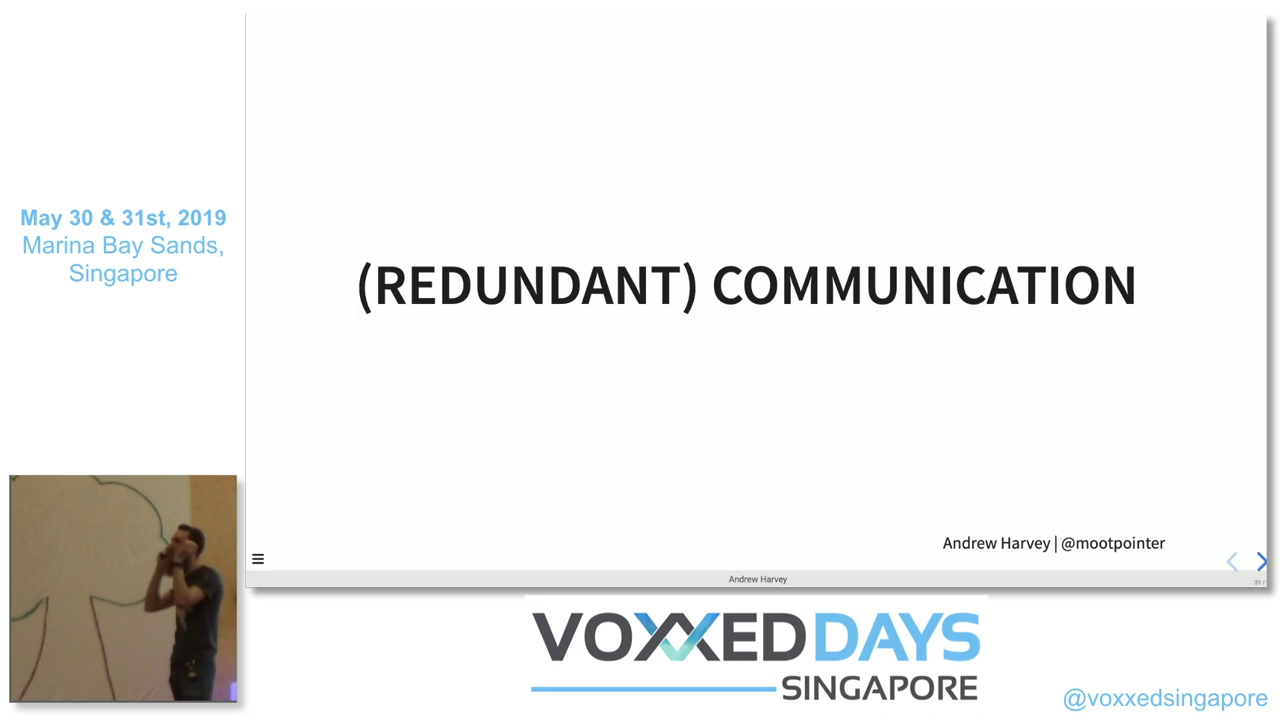 May 30 & 31st, 2019
Marina Bay Sands,
Singapore
(REDUNDANT) COMMUNICATION
Andrew Harvey | @mootpointer
Andrew Harvey
31 /
VOXXED DAYS
SINGAPORE
@voxxedsingapore